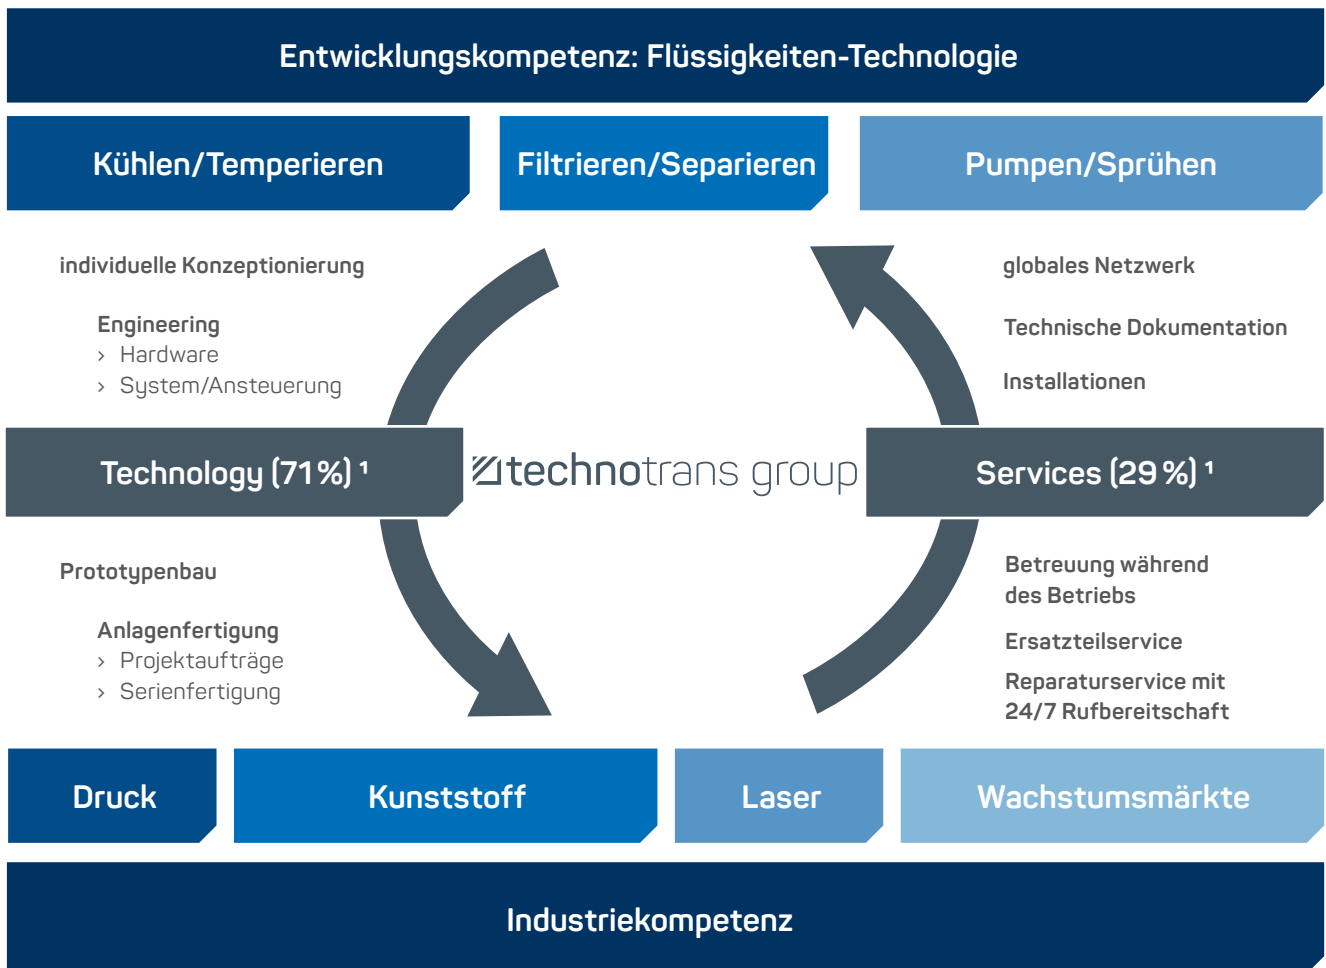 Entwicklungskompetenz: Flüssigkeiten-Technologie
Kühlen/Temperieren
Filtrieren/Separieren
Pumpen/Sprühen
individuelle Konzeptionierung
Engineering
› Hardware
› System/Ansteuerung
globales Netzwerk
Technische Dokumentation
Installationen
Technology (71 %) ¹
technotrans group
Services (29 %) ¹
Prototypenbau
Anlagenfertigung
› Projektaufträge
› Serienfertigung
Betreuung während
des Betriebs
Ersatzteilservice
Reparaturservice mit
24/7 Rufbereitschaft
Druck
Kunststoff
Laser
Wachstumsmärkte
Industriekompetenz